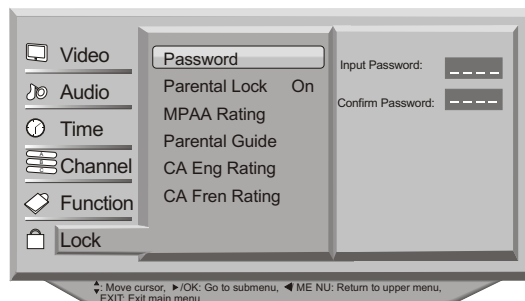 Video
Audio
Time
Channel
Function
Lock
Password
Parental Lock On
MPAA Rating
Parental Guide
CA Eng Rating
CA Fren Rating
Input Password: _ _ _ _
Confirm Password: _ _ _ _
: Move cursor, ►/OK: Go to submenu, ◄ ME NU: Return to upper menu,
EXIT: Exit main menu